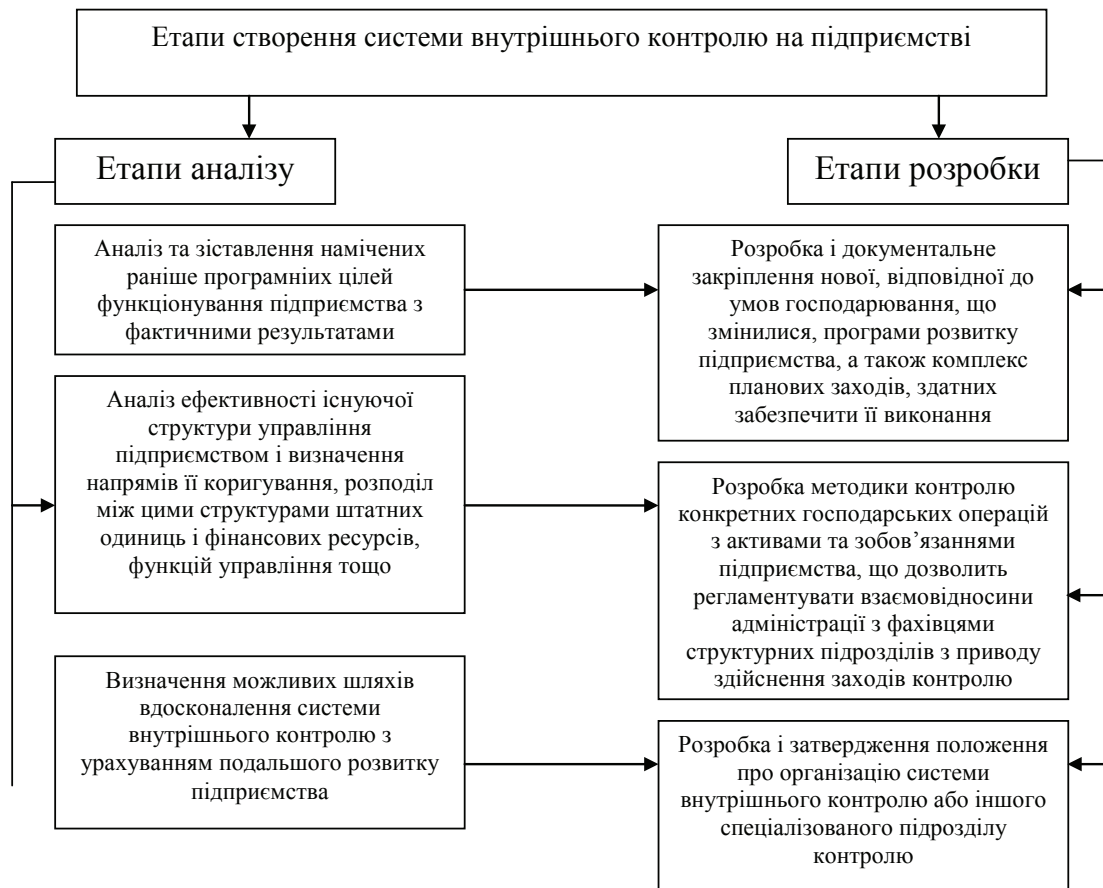 Етапи створення системи внутрішнього контролю на підприємстві
Етапи аналізу
Етапи розробки
Аналіз та зіставлення намічених
раніше програмніих цілей
функціонування підприємства з
фактичними результатами
Розробка і документальне
закріплення нової, відповідної до
умов господарювання, що
змінилися, програми розвитку
підприємства, а також комплекс
планових заходів, здатних
забезпечити її виконання
Аналіз ефективності існуючої
структури управління
підприємством і визначення
напрямів її коригування, розподіл
між цими структурами штатних
одиниць і фінансових ресурсів,
функцій управління тощо
Розробка методики контролю
конкретних господарських операцій
з активами та зобов’язаннями
підприємства, що дозволить
регламентувати взаємовідносини
адміністрації з фахівцями
структурних підрозділів з приводу
здійснення заходів контролю
Визначення можливих шляхів
вдосконалення системи
внутрішнього контролю з
урахуванням подальшого розвитку
підприємства
Розробка і затвердження положення
про організацію системи
внутрішнього контролю або іншого
спеціалізованого підрозділу
контролю